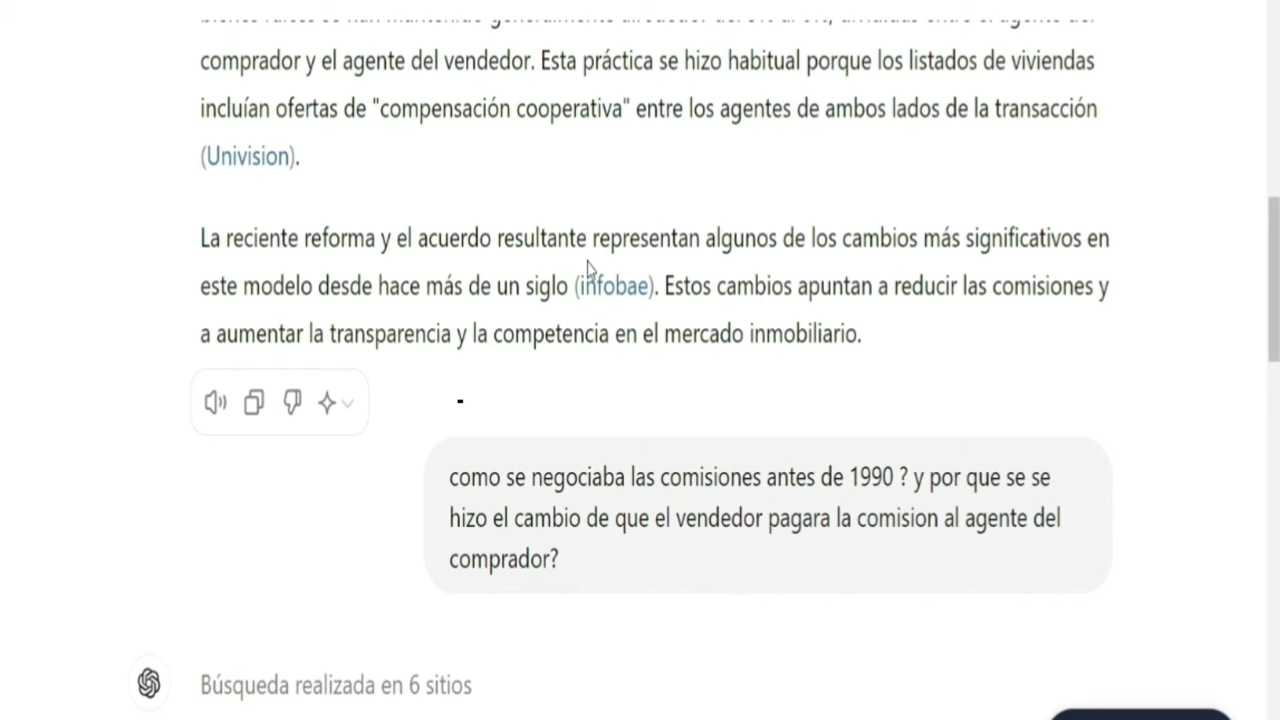 comprador y el agente del vendedor. Esta práctica se hizo habitual porque los listados de viviendas
incluían ofertas de "compensación cooperativa" entre los agentes de ambos lados de la transacción
(Univision).
La reciente reforma y el acuerdo resultante representan algunos de los cambios más significativos en
este modelo desde hace más de un siglo (infobae). Estos cambios apuntan a reducir las comisiones y
a aumentar la transparencia y la competencia en el mercado inmobiliario.
-
como se negociaba las comisiones antes de 1990 ? y por que se se
hizo el cambio de que el vendedor pagara la comision al agente del
comprador?
Búsqueda realizada en 6 sitios